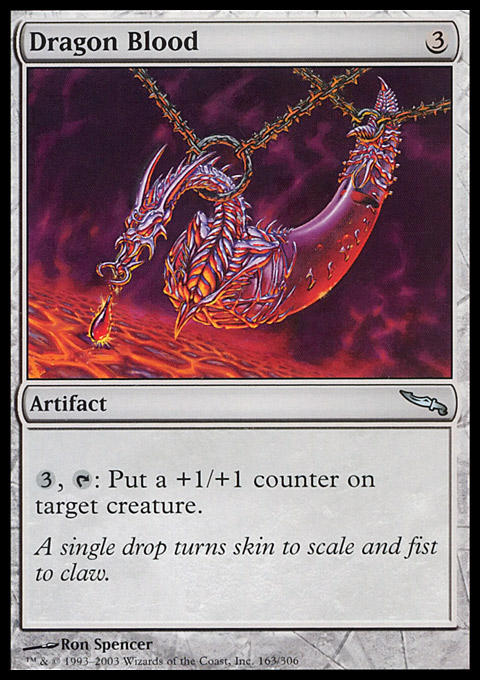 Dragon Blood 3
Artifact
3, : Put a +1/+1 counter on
target creature.
A single drop turns skin to scale and fist
to claw.
Ron Spencer
™ & © 1993–2003 Wizards of the Coast, Inc. 163/306